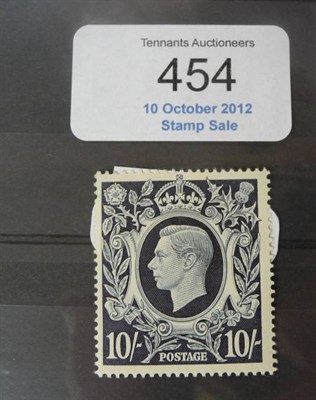 Tennants Auctioneers
454
10 October 2012
Stamp Sale
10/- 10/-
POSTAGE